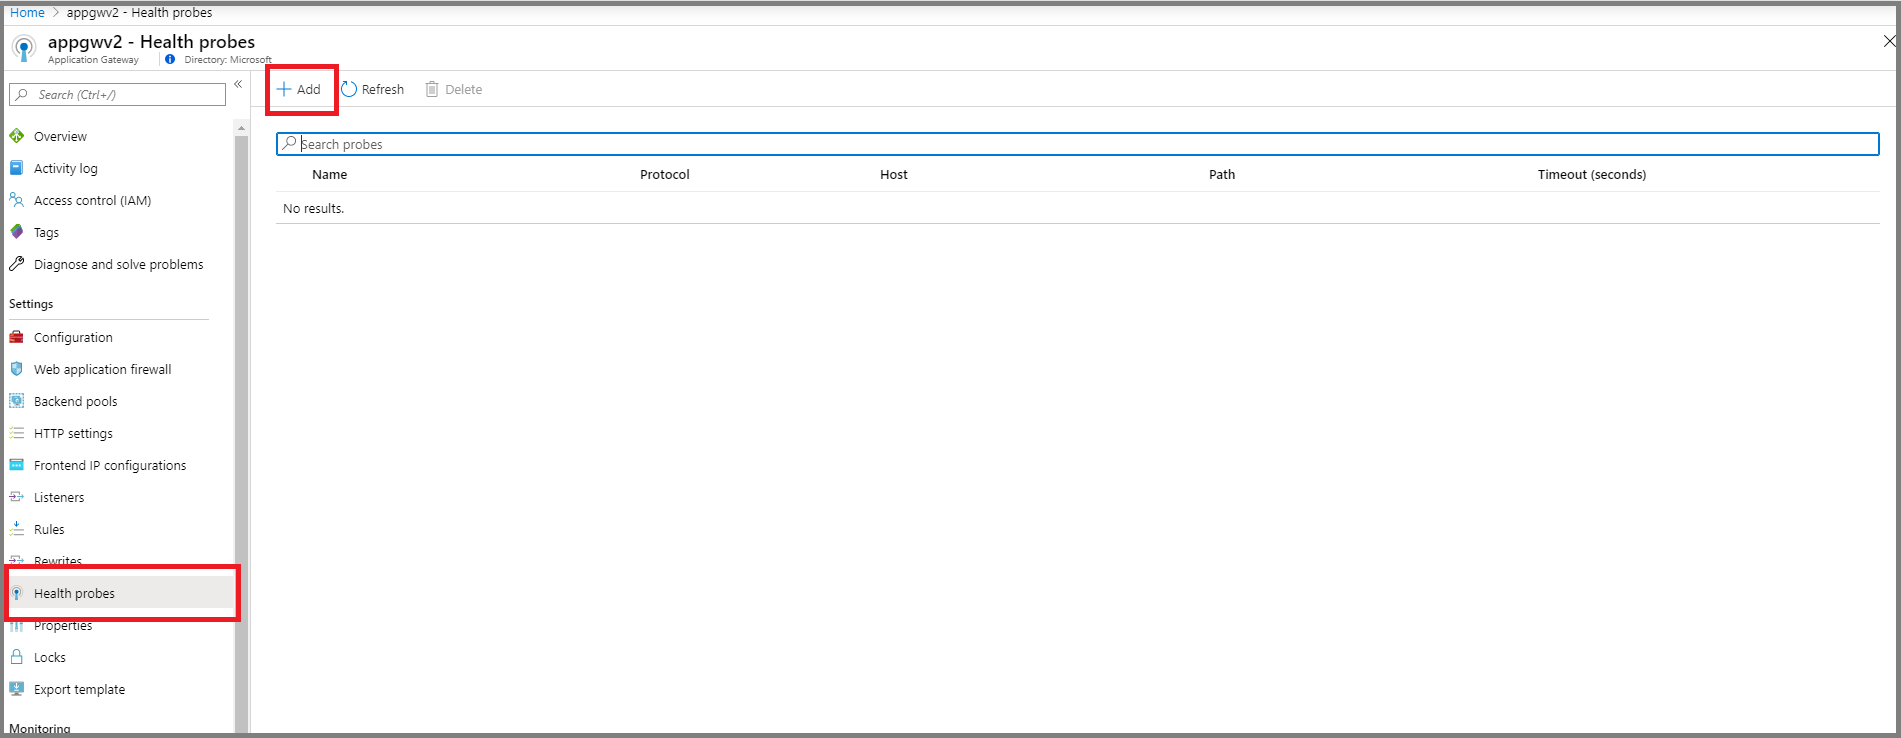 Home > appgwv2 - Health probes
appgwv2 - Health probes
Application Gateway Directory: Microsoft
Search (Ctrl+/)
«
Overview
Activity log
Access control (IAM)
Tags
Diagnose and solve problems
Settings
Configuration
Web application firewall
Backend pools
HTTP settings
Frontend IP configurations
Listeners
Rules
Rewrites
Health probes
Properties
Locks
Export template
Monitoring
Add Refresh Delete
Search probes
Name Protocol Host Path Timeout (seconds)
No results.